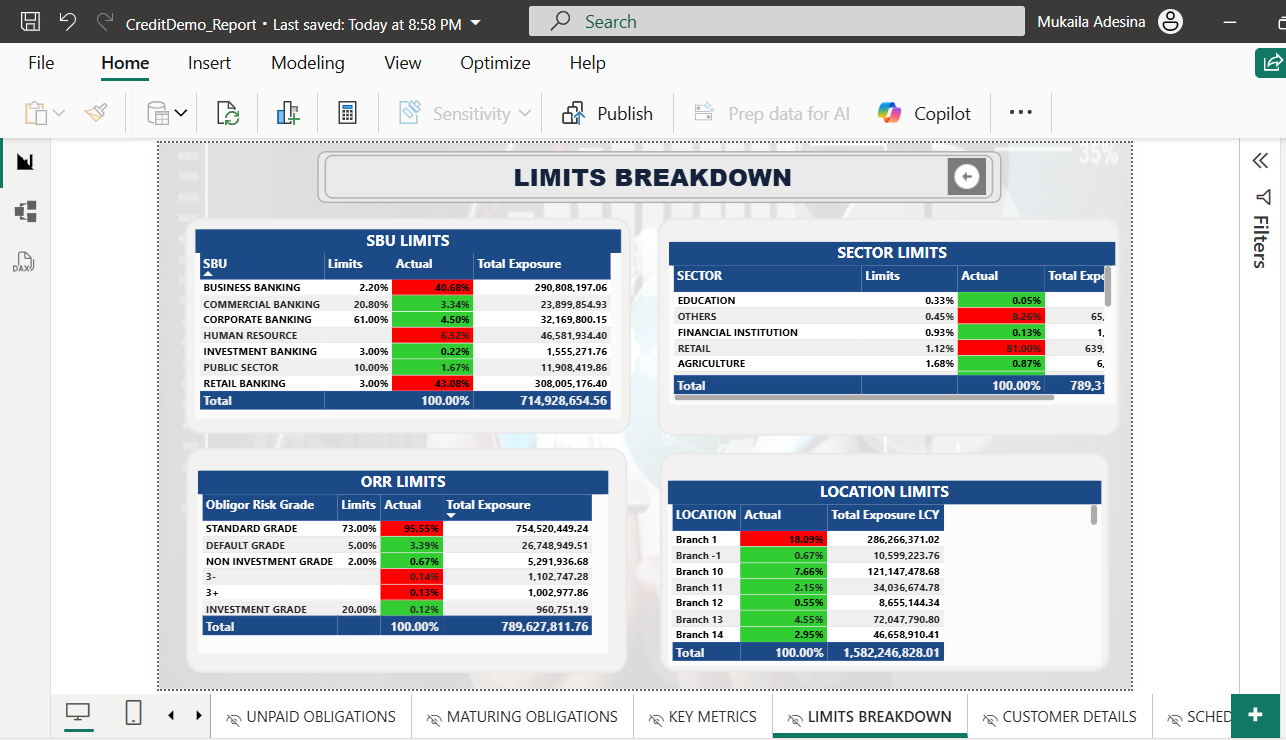 CreditDemo_Report • Last saved: Today at 8:58 PM
Search
Mukaila Adesina
File Home Insert Modeling View Optimize Help
Sensitivity
Publish
Prep data for AI
Copilot
Filters
DAX
35%
LIMITS BREAKDOWN
SBU LIMITS
SBU Limits Actual Total Exposure
BUSINESS BANKING 2.20% 40.68% 290,808,197.06
COMMERCIAL BANKING 20.80% 3.34% 23,899,854.93
CORPORATE BANKING 61.00% 4.50% 32,169,800.15
HUMAN RESOURCE 6.52% 46,581,934.40
INVESTMENT BANKING 3.00% 0.22% 1,555,271.76
PUBLIC SECTOR 10.00% 1.67% 11,908,419.86
RETAIL BANKING 3.00% 43.08% 308,005,176.40
Total 100.00% 714,928,654.56
SECTOR LIMITS
SECTOR Limits Actual Total Expo
EDUCATION 0.33% 0.05%
OTHERS 0.45% 8.26% 65,
FINANCIAL INSTITUTION 0.93% 0.13% 1,
RETAIL 1.12% 81.00% 639,
AGRICULTURE 1.68% 0.87% 6,
Total 100.00% 789,3
ORR LIMITS
Obligor Risk Grade Limits Actual Total Exposure
STANDARD GRADE 73.00% 95.55% 754,520,449.24
DEFAULT GRADE 5.00% 3.39% 26,748,949.51
NON INVESTMENT GRADE 2.00% 0.67% 5,291,936.68
3- 0.14% 1,102,747.28
3+ 0.13% 1,002,977.86
INVESTMENT GRADE 20.00% 0.12% 960,751.19
Total 100.00% 789,627,811.76
LOCATION LIMITS
LOCATION Actual Total Exposure LCY
Branch 1 18.09% 286,266,371.02
Branch -1 0.67% 10,599,223.76
Branch 10 7.66% 121,147,478.68
Branch 11 2.15% 34,036,674.78
Branch 12 0.55% 8,655,144.34
Branch 13 4.55% 72,047,790.80
Branch 14 2.95% 46,658,910.41
Total 100.00% 1,582,246,828.01
UNPAID OBLIGATIONS
MATURING OBLIGATIONS
KEY METRICS
LIMITS BREAKDOWN
CUSTOMER DETAILS
SCHED